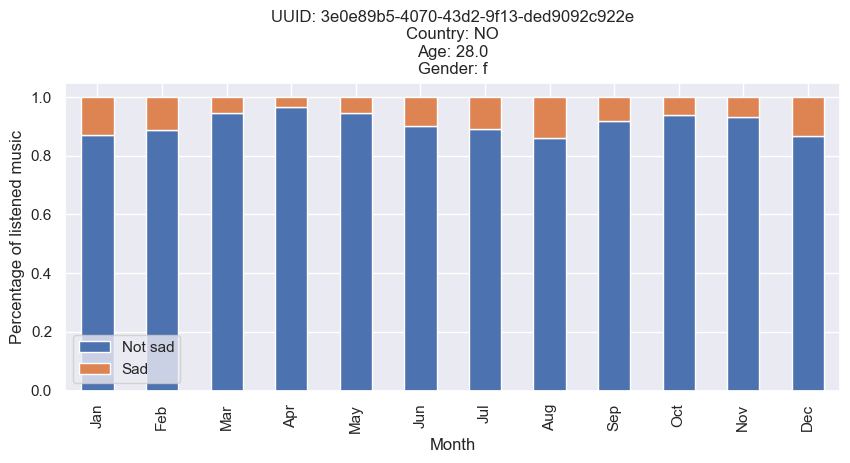 UUID: 3e0e89b5-4070-43d2-9f13-ded9092c922e
Country: NO
Age: 28.0
Gender: f
Percentage of listened music
1.0
0.8
0.6
0.4
0.2
0.0
Not sad
Sad
Jan
Feb
Mar
Apr
May
Jun
Jul
Aug
Sep
Oct
Nov
Dec
Month